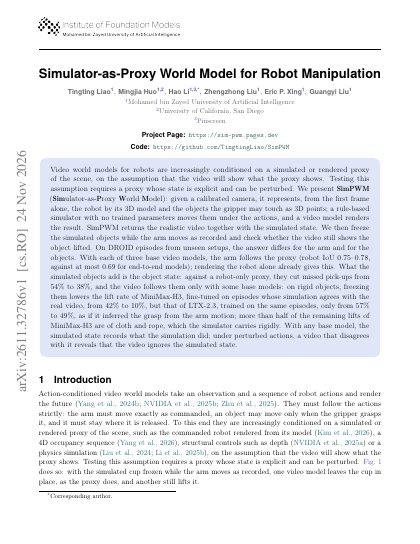 Institute of Foundation Models
Mohamed bin Zayed University of Artificial Intelligence
Simulator-as-Proxy World Model for Robot Manipulation
Tingting Liao¹, Mingjia Huo¹,², Hao Li¹,³,*, Zhengzhong Liu¹, Eric P. Xing¹, Guangyi Liu¹
¹Mohamed bin Zayed University of Artificial Intelligence
²University of California, San Diego
³Pinscreen
Project Page: https://sim-pwm.pages.dev
Code: https://github.com/TingtingLiao/SimPWM
Video world models for robots are increasingly conditioned on a simulated or rendered proxy
of the scene, on the assumption that the video will show what the proxy shows. Testing this
assumption requires a proxy whose state is explicit and can be perturbed. We present SimPWM
(Simulator-as-Proxy World Model): given a calibrated camera, it represents, from the first frame
alone, the robot by its 3D model and the objects the gripper may touch as 3D points; a rule-based
simulator with no trained parameters moves them under the actions, and a video model renders
the result. SimPWM returns the realistic video together with the simulated state. We then freeze
the simulated objects while the arm moves as recorded and check whether the video still shows the
object lifted. On DROID episodes from unseen setups, the answer differs for the arm and for the
objects. With each of three base video models, the arm follows the proxy (robot IoU 0.75–0.78,
against at most 0.69 for end-to-end models); rendering the robot alone already gives this. What the
simulated objects add is the object state: against a robot-only proxy, they cut missed pick-ups from
54% to 38%, and the video follows them only with some base models: on rigid objects, freezing
them lowers the lift rate of MiniMax-H3, fine-tuned on episodes whose simulation agrees with the
real video, from 42% to 10%, but that of LTX-2.3, trained on the same episodes, only from 57%
to 49%, as if it inferred the grasp from the arm motion; more than half of the remaining lifts of
MiniMax-H3 are of cloth and rope, which the simulator carries rigidly. With any base model, the
simulated state records what the simulation did; under perturbed actions, a video that disagrees
with it reveals that the video ignores the simulated state.
arXiv:2611.32786v1 [cs.RO] 24 Nov 2026
1 Introduction
Action-conditioned video world models take an observation and a sequence of robot actions and render
the future (Yang et al., 2024b; NVIDIA et al., 2025b; Zhu et al., 2025). They must follow the actions
strictly: the arm must move exactly as commanded, an object may move only when the gripper grasps
it, and it must stay where it is released. To this end they are increasingly conditioned on a simulated or
rendered proxy of the scene, such as the commanded robot rendered from its model (Kim et al., 2026), a
4D occupancy sequence (Yang et al., 2026), structural controls such as depth (NVIDIA et al., 2025a) or a
physics simulation (Liu et al., 2024; Li et al., 2025b), on the assumption that the video will show what the
proxy shows. Testing this assumption requires a proxy whose state is explicit and can be perturbed. Fig. 1
does so: with the simulated cup frozen while the arm moves as recorded, one video model leaves the cup in
place, as the proxy does, and another still lifts it.
*Corresponding author.